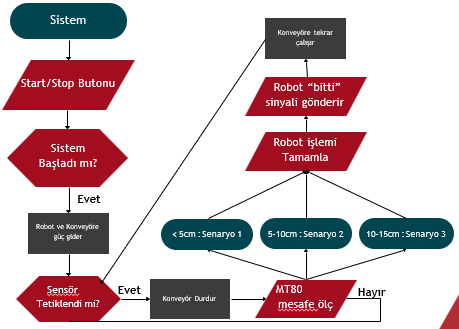 Sistem
Start/Stop Butonu
Sistem
Başladı mı?
Evet
Robot ve Konveyöre
güç gider
Sensör
Tetiklendi mi?
Evet
Konveyör Durdur
MT80
mesafe ölç
Hayır
< 5cm : Senaryo 1
5-10cm : Senaryo 2
10-15cm : Senaryo 3
Robot işlemi
Tamamla
Robot “bitti”
sinyali gönderir
Konveyöre tekrar
çalışır